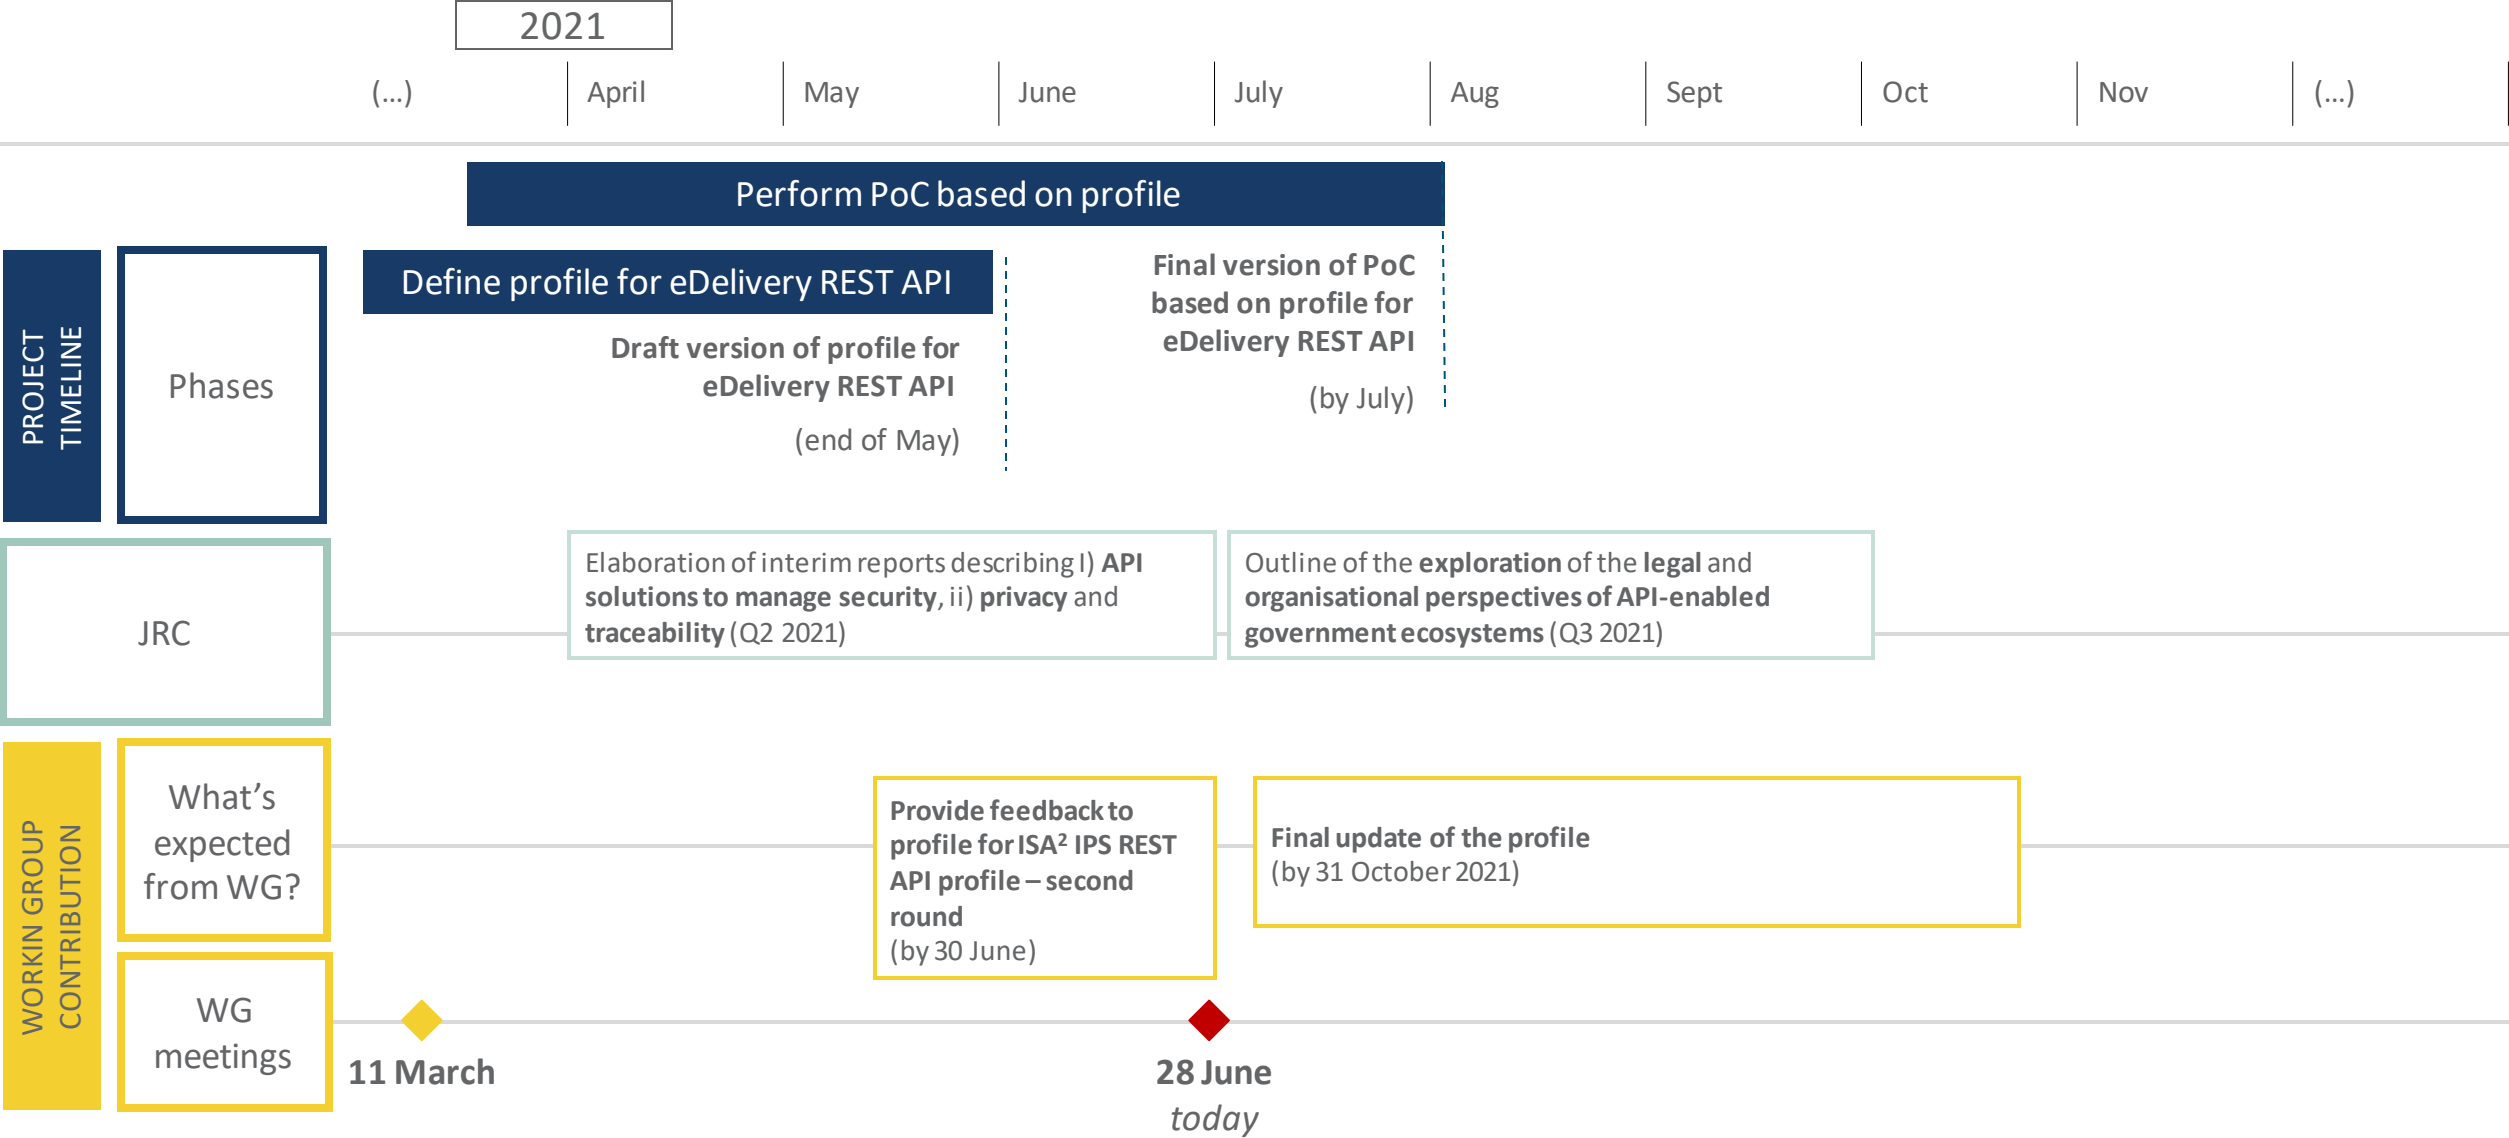 2021
(...)
April
May
June
July
Aug
Sept
Oct
Nov
(...)
Perform PoC based on profile
Define profile for eDelivery REST API
Final version of PoC
based on profile for
eDelivery REST API
(by July)
Draft version of profile for
eDelivery REST API
(end of May)
PROJECT
TIMELINE
Phases
JRC
Elaboration of interim reports describing I) API
solutions to manage security, ii) privacy and
traceability (Q2 2021)
Outline of the exploration of the legal and
organisational perspectives of API-enabled
government ecosystems (Q3 2021)
WORKIN GROUP
CONTRIBUTION
What’s
expected
from WG?
Provide feedback to
profile for ISA² IPS REST
API profile – second
round
(by 30 June)
Final update of the profile
(by 31 October 2021)
WG
meetings
11 March
28 June
today